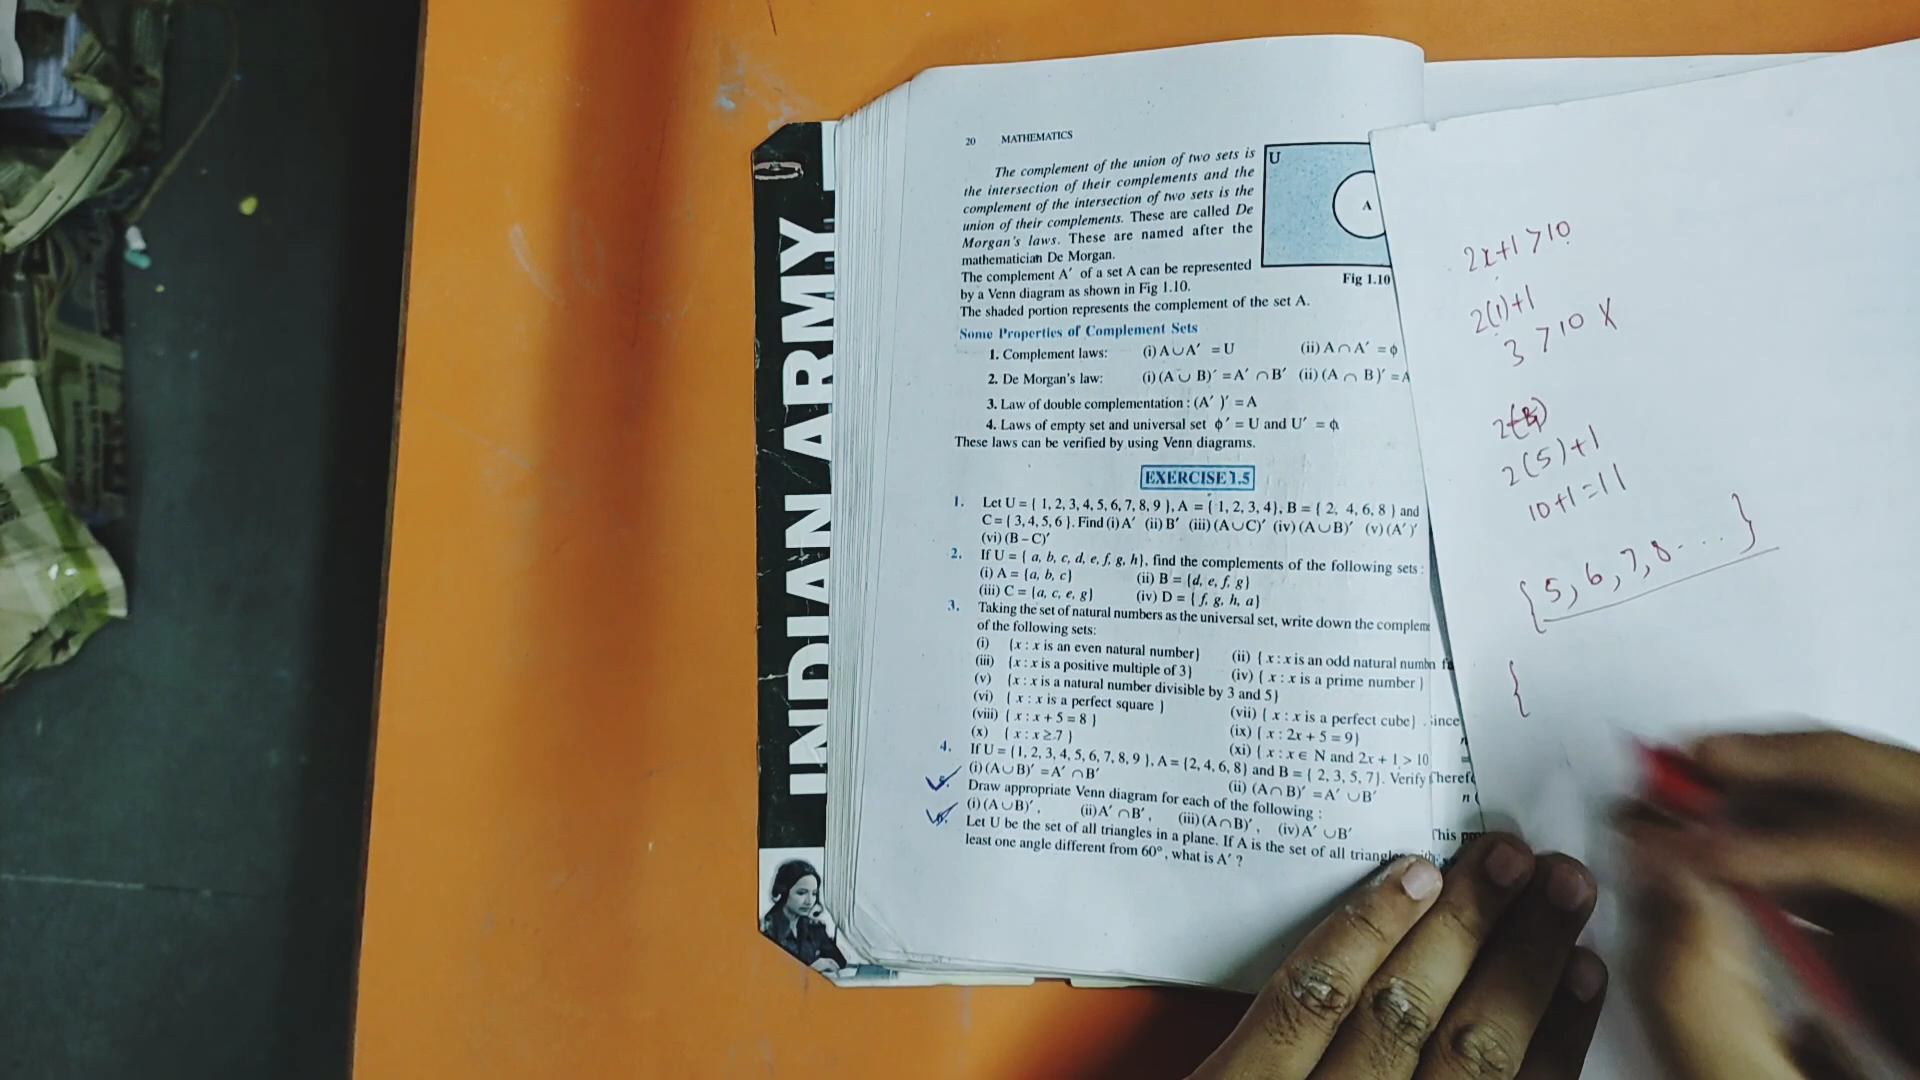 INDIAN ARMY
20 MATHEMATICS
The complement of the union of two sets is
the intersection of their complements and the
complement of the intersection of two sets is the
union of their complements. These are called De
Morgan's laws. These are named after the
mathematician De Morgan.
The complement A′ of a set A can be represented
by a Venn diagram as shown in Fig 1.10.
The shaded portion represents the complement of the set A.
U
A
Fig 1.10
Some Properties of Complement Sets
1. Complement laws: (i) A ∪ A′ = U (ii) A ∩ A′ = ϕ
2. De Morgan's law: (i) (A ∪ B)′ = A′ ∩ B′ (ii) (A ∩ B)′ = A
3. Law of double complementation : (A′ )′ = A
4. Laws of empty set and universal set ϕ′ = U and U′ = ϕ
These laws can be verified by using Venn diagrams.
EXERCISE 1.5
1. Let U = { 1, 2, 3, 4, 5, 6, 7, 8, 9 }, A = { 1, 2, 3, 4}, B = { 2, 4, 6, 8 } and
C = { 3, 4, 5, 6 }. Find (i) A′ (ii) B′ (iii) (A ∪ C)′ (iv) (A ∪ B)′ (v) (A′ )′
(vi) (B – C)′
2. If U = { a, b, c, d, e, f, g, h}, find the complements of the following sets :
(i) A = {a, b, c} (ii) B = {d, e, f, g}
(iii) C = {a, c, e, g} (iv) D = { f, g, h, a}
3. Taking the set of natural numbers as the universal set, write down the compleme
of the following sets:
(i) {x : x is an even natural number} (ii) { x : x is an odd natural num
(iii) {x : x is a positive multiple of 3} (iv) { x : x is a prime number }
(v) {x : x is a natural number divisible by 3 and 5}
(vi) { x : x is a perfect square } (vii) { x : x is a perfect cube}
(viii) { x : x + 5 = 8 } (ix) { x : 2x + 5 = 9}
(x) { x : x ≥ 7 } (xi) { x : x ∈ N and 2x + 1 > 10
4. If U = {1, 2, 3, 4, 5, 6, 7, 8, 9 }, A = {2, 4, 6, 8} and B = { 2, 3, 5, 7}. Verify
(i) (A ∪ B)′ = A′ ∩ B′ (ii) (A ∩ B)′ = A′ ∪ B′
Draw appropriate Venn diagram for each of the following :
(i) (A ∪ B)′, (ii) A′ ∩ B′, (iii) (A ∩ B)′, (iv) A′ ∪ B′
Let U be the set of all triangles in a plane. If A is the set of all triangles
least one angle different from 60°, what is A′ ?
2x+1 > 10
2(1)+1
3 > 10 X
2(5)+1
10+1=11
{5, 6, 7, 8 - . . . }
{